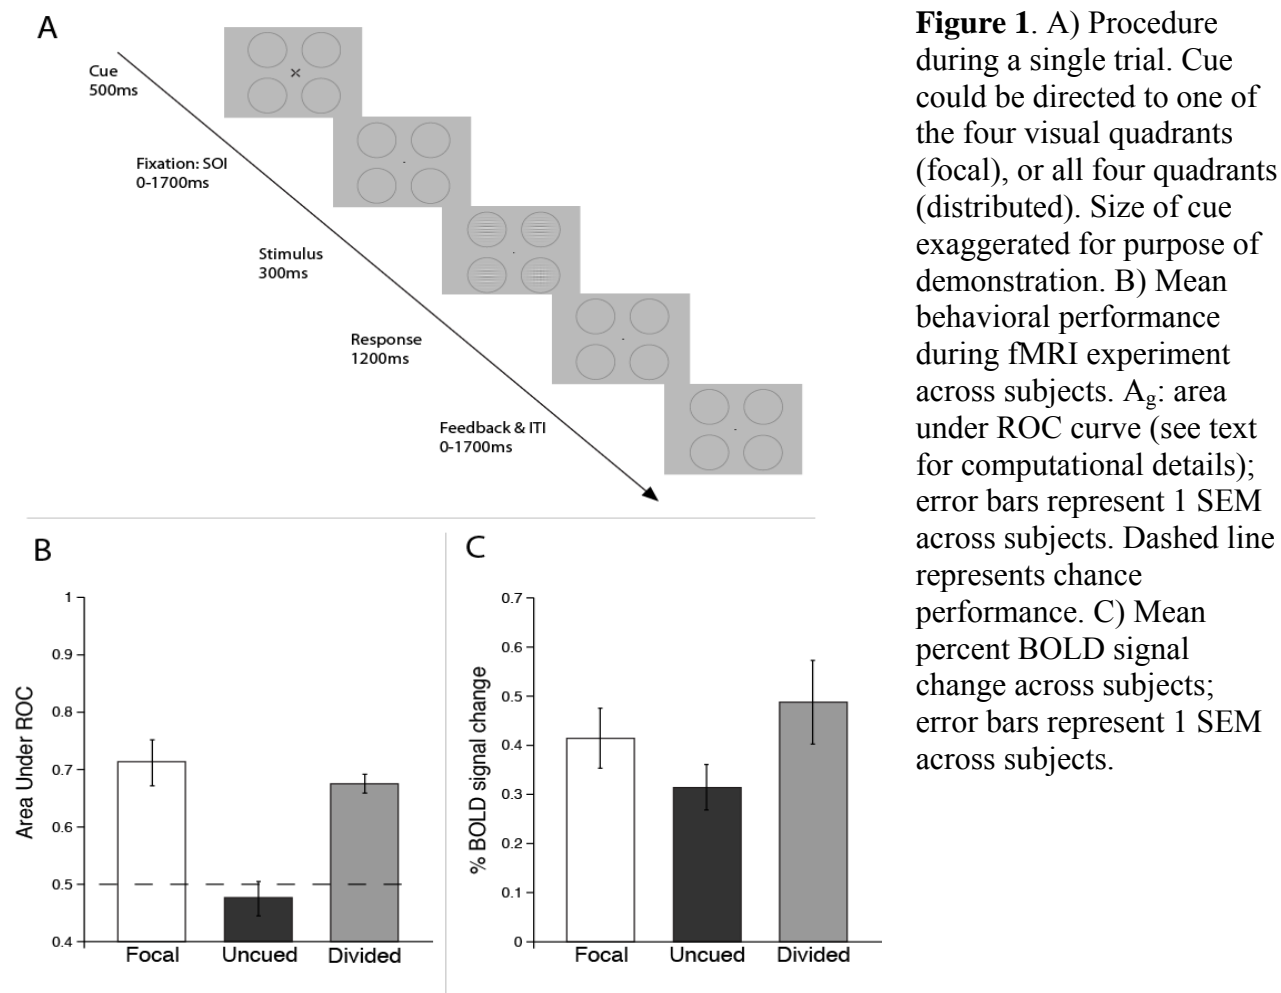 A
Cue
500ms
Fixation: SOI
0-1700ms
Stimulus
300ms
Response
1200ms
Feedback & ITI
0-1700ms
B
1
0.9
0.8
0.7
0.6
0.5
0.4
Area Under ROC
Focal Uncued Divided
C
0.7
0.6
0.5
0.4
0.3
0.2
0.1
0
% BOLD signal change
Focal Uncued Divided
Figure 1. A) Procedure
during a single trial. Cue
could be directed to one of
the four visual quadrants
(focal), or all four quadrants
(distributed). Size of cue
exaggerated for purpose of
demonstration. B) Mean
behavioral performance
during fMRI experiment
across subjects. Ag: area
under ROC curve (see text
for computational details);
error bars represent 1 SEM
across subjects. Dashed line
represents chance
performance. C) Mean
percent BOLD signal
change across subjects;
error bars represent 1 SEM
across subjects.